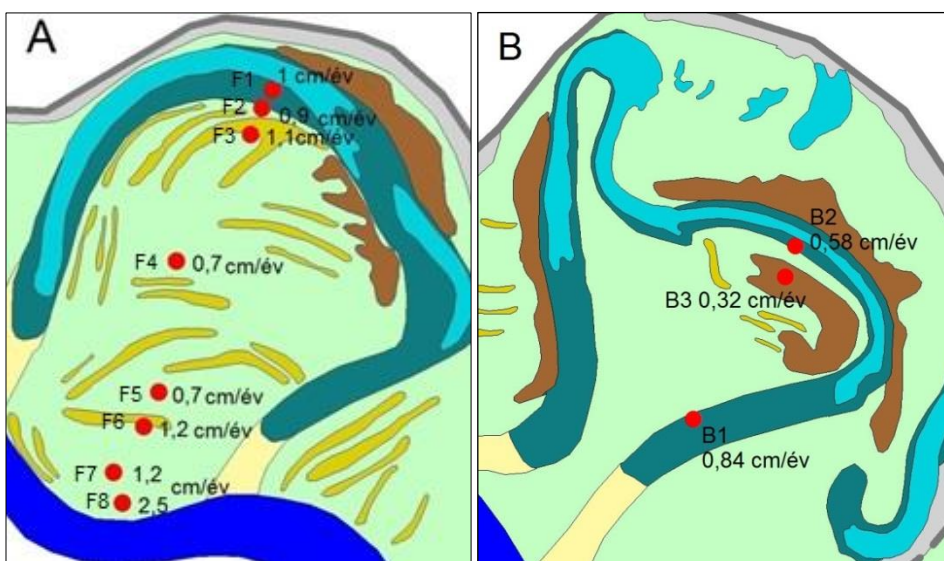 A
F1 1 cm/év
F2 0,9 cm/év
F3 1,1cm/év
F4 0,7 cm/év
F5 0,7 cm/év
F6 1,2 cm/év
F7 1,2 cm/év
F8 2,5
B
B2
0,58 cm/év
B3 0,32 cm/év
B1
0,84 cm/év